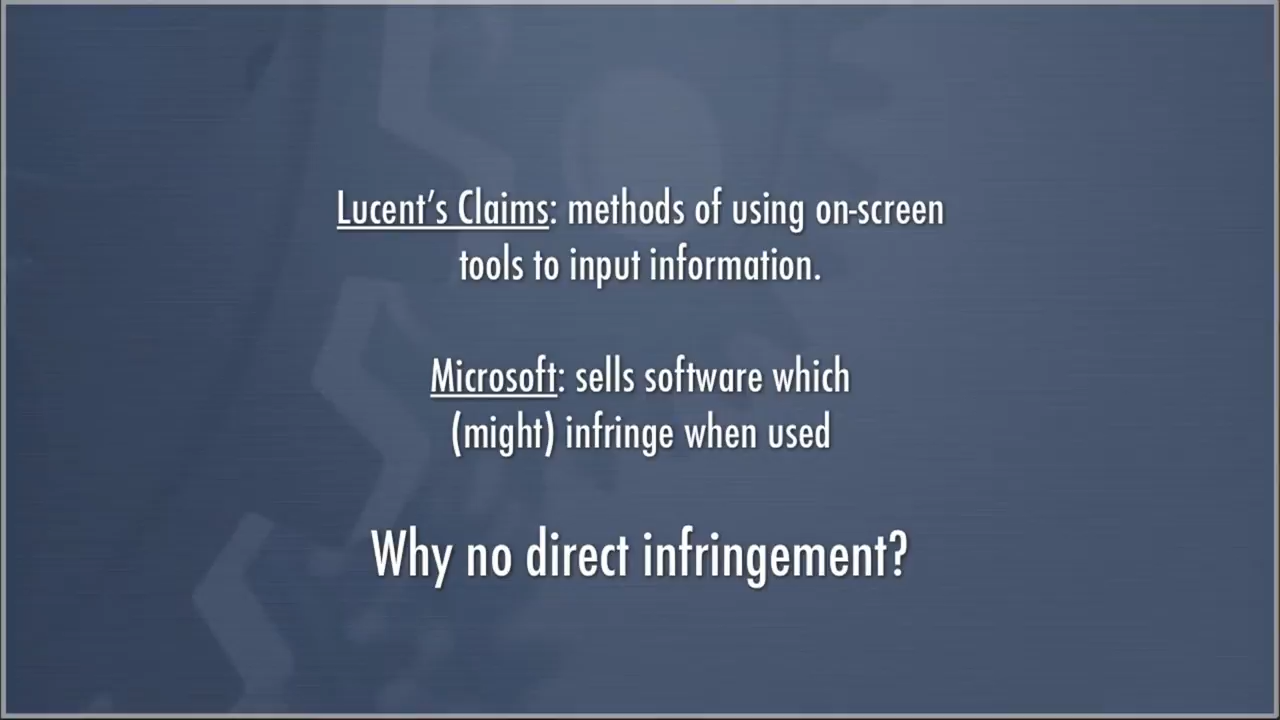 Lucent’s Claims: methods of using on-screen
tools to input information.
Microsoft: sells software which
(might) infringe when used
Why no direct infringement?